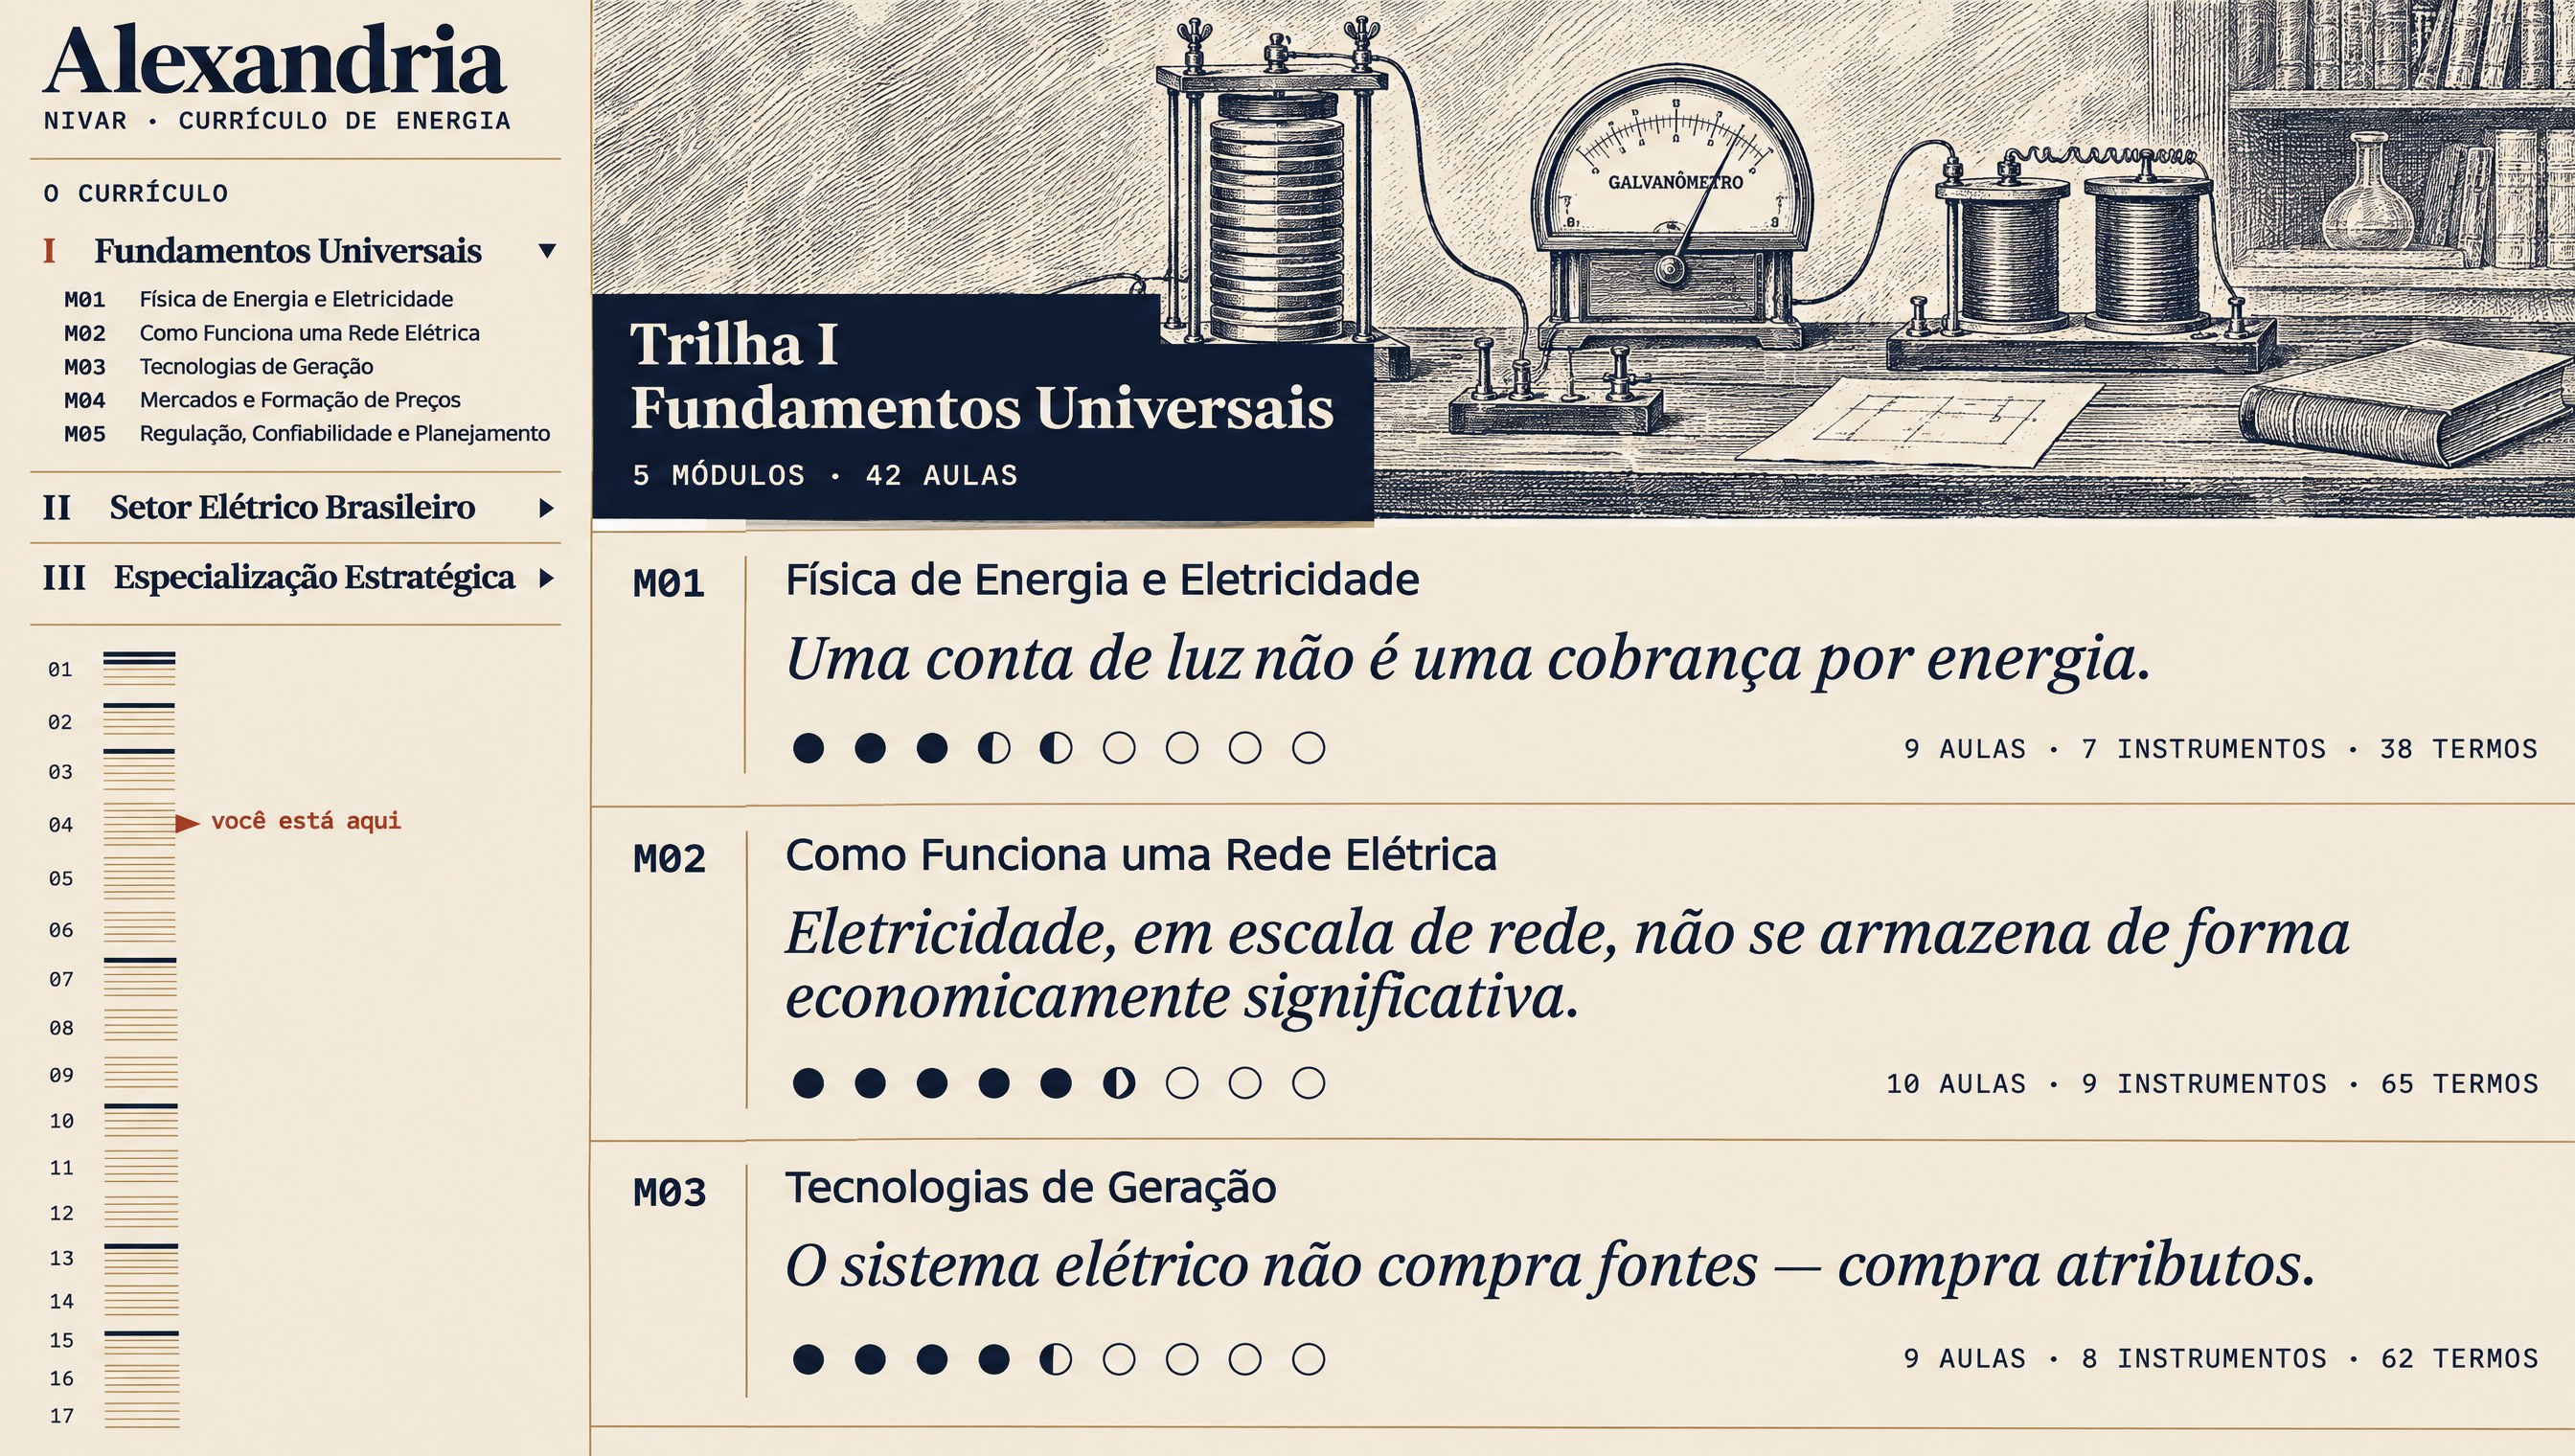 Alexandria
NIVAR · CURRÍCULO DE ENERGIA
O CURRÍCULO
I Fundamentos Universais
M01 Física de Energia e Eletricidade
M02 Como Funciona uma Rede Elétrica
M03 Tecnologias de Geração
M04 Mercados e Formação de Preços
M05 Regulação, Confiabilidade e Planejamento
II Setor Elétrico Brasileiro
III Especialização Estratégica
01
02
03
04 você está aqui
05
06
07
08
09
10
11
12
13
14
15
16
17
GALVANÔMETRO
Trilha I
Fundamentos Universais
5 MÓDULOS · 42 AULAS
M01 Física de Energia e Eletricidade
Uma conta de luz não é uma cobrança por energia.
9 AULAS · 7 INSTRUMENTOS · 38 TERMOS
M02 Como Funciona uma Rede Elétrica
Eletricidade, em escala de rede, não se armazena de forma
economicamente significativa.
10 AULAS · 9 INSTRUMENTOS · 65 TERMOS
M03 Tecnologias de Geração
O sistema elétrico não compra fontes — compra atributos.
9 AULAS · 8 INSTRUMENTOS · 62 TERMOS